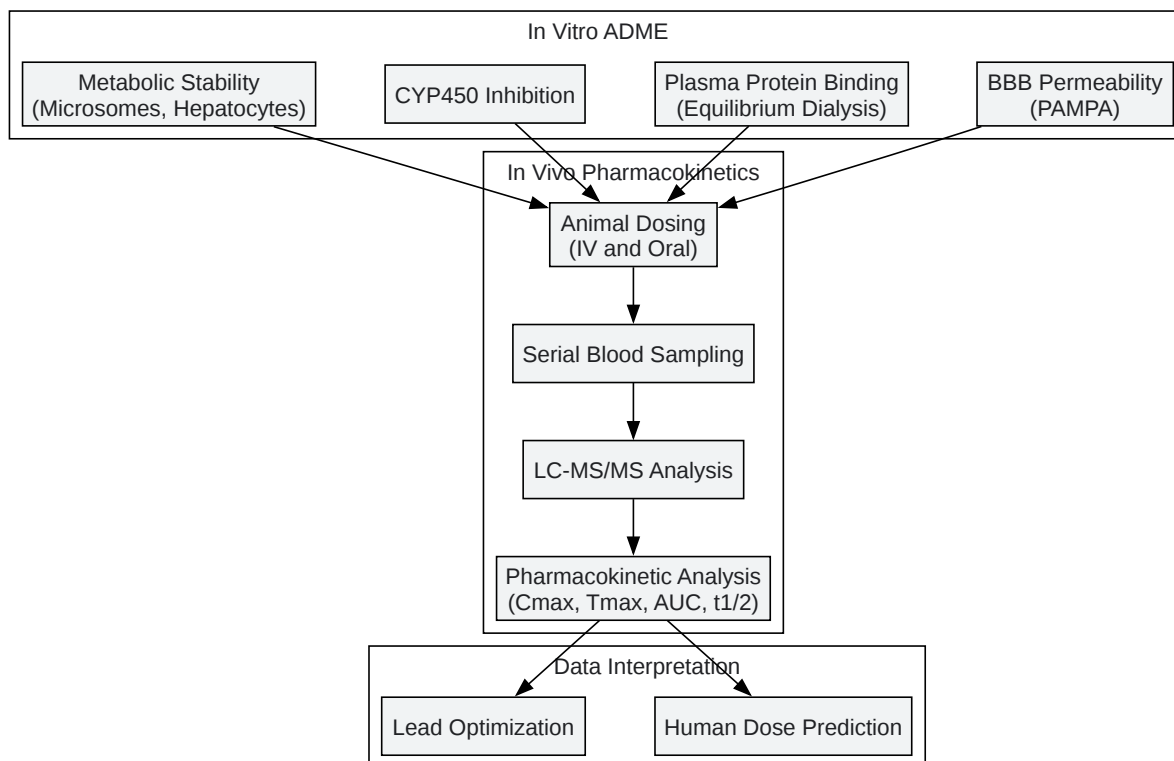 In Vitro ADME
Metabolic Stability
(Microsomes, Hepatocytes)
CYP450 Inhibition
Plasma Protein Binding
(Equilibrium Dialysis)
BBB Permeability
(PAMPA)
In Vivo Pharmacokinetics
Animal Dosing
(IV and Oral)
Serial Blood Sampling
LC-MS/MS Analysis
Pharmacokinetic Analysis
(Cmax, Tmax, AUC, t1/2)
Data Interpretation
Lead Optimization
Human Dose Prediction